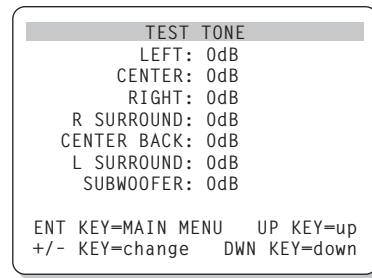 TEST TONE
LEFT: 0dB
CENTER: 0dB
RIGHT: 0dB
R SURROUND: 0dB
CENTER BACK: 0dB
L SURROUND: 0dB
SUBWOOFER: 0dB
ENT KEY=MAIN MENU UP KEY=up
+/- KEY=change DWN KEY=down